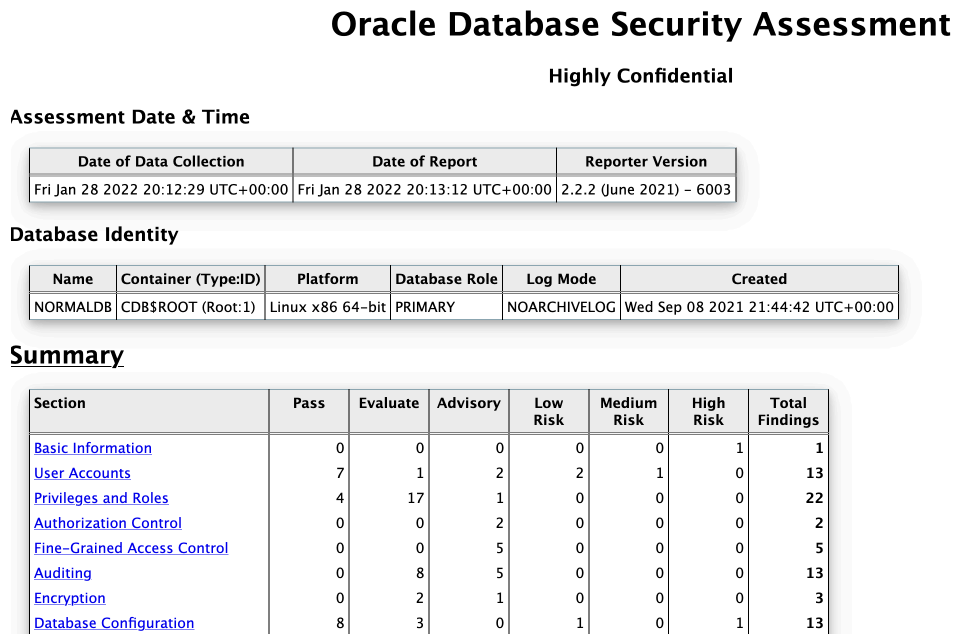 Oracle Database Security Assessment
Highly Confidential
Assessment Date & Time
Date of Data Collection Date of Report Reporter Version
Fri Jan 28 2022 20:12:29 UTC+00:00 Fri Jan 28 2022 20:13:12 UTC+00:00 2.2.2 (June 2021) - 6003
Database Identity
Name Container (Type:ID) Platform Database Role Log Mode Created
NORMALDB CDB$ROOT (Root:1) Linux x86 64-bit PRIMARY NOARCHIVELOG Wed Sep 08 2021 21:44:42 UTC+00:00
Summary
Section Pass Evaluate Advisory Low Risk Medium Risk High Risk Total Findings
Basic Information 0 0 0 0 0 1 1
User Accounts 7 1 2 2 1 0 13
Privileges and Roles 4 17 1 0 0 0 22
Authorization Control 0 0 2 0 0 0 2
Fine-Grained Access Control 0 0 5 0 0 0 5
Auditing 0 8 5 0 0 0 13
Encryption 0 2 1 0 0 0 3
Database Configuration 8 3 0 1 0 1 13